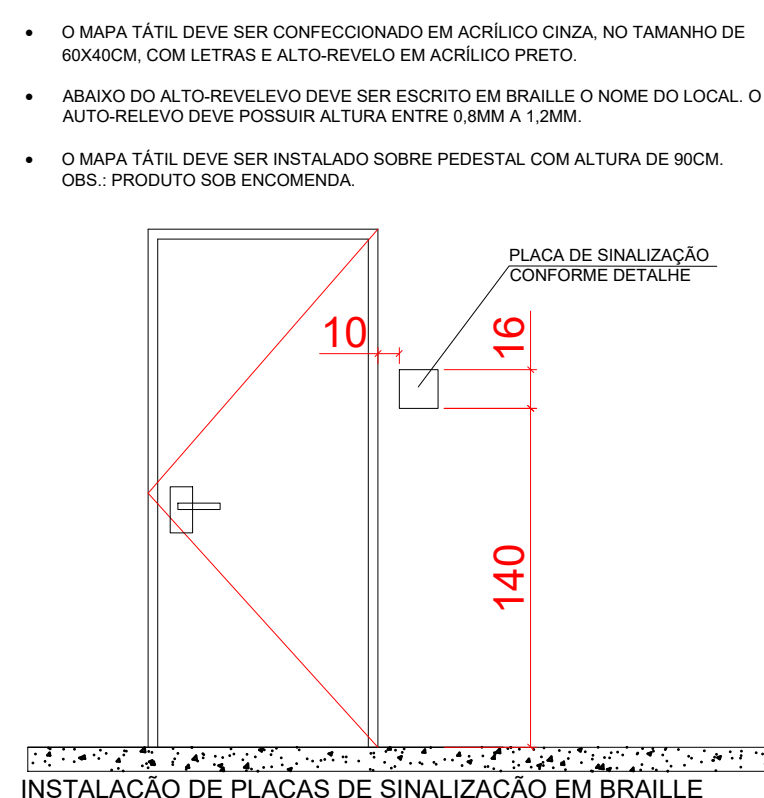 • O MAPA TÁTIL DEVE SER CONFECCIONADO EM ACRÍLICO CINZA, NO TAMANHO DE
60X40CM, COM LETRAS E ALTO-REVELO EM ACRÍLICO PRETO.
• ABAIXO DO ALTO-REVELEVO DEVE SER ESCRITO EM BRAILLE O NOME DO LOCAL. O
AUTO-RELEVO DEVE POSSUIR ALTURA ENTRE 0,8MM A 1,2MM.
• O MAPA TÁTIL DEVE SER INSTALADO SOBRE PEDESTAL COM ALTURA DE 90CM.
OBS.: PRODUTO SOB ENCOMENDA.
PLACA DE SINALIZAÇÃO
CONFORME DETALHE
10
16
140
INSTALAÇÃO DE PLACAS DE SINALIZAÇÃO EM BRAILLE